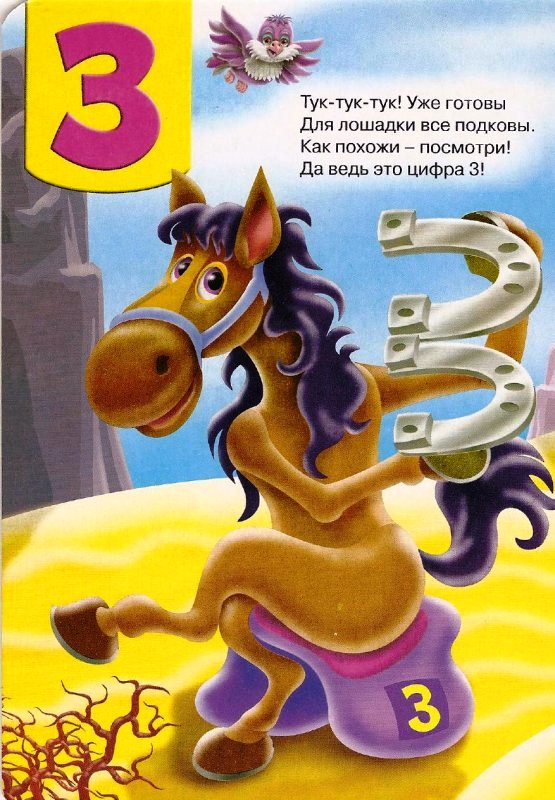 3
Тук-тук-тук! Уже готовы
Для лошадки все подковы.
Как похожи – посмотри!
Да ведь это цифра 3!
3